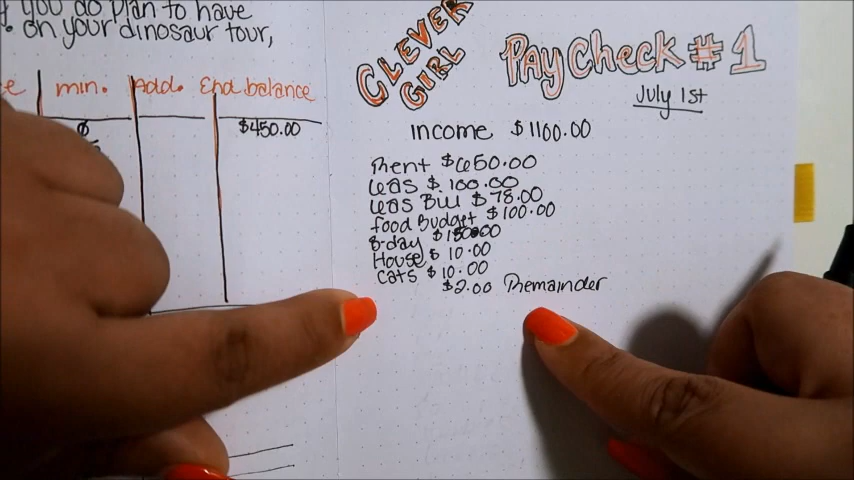 you do plan to have
on your dinosaur tour,
min. Add. End balance
ø $450.00
CLEVER
GIRL
PAYCheck #1
July 1st
income $1100.00
Rent $650.00
Gas $100.00
Gas Bill $78.00
Food Budget $100.00
B-day $150.00
House $10.00
Cats $10.00
$2.00 Remainder